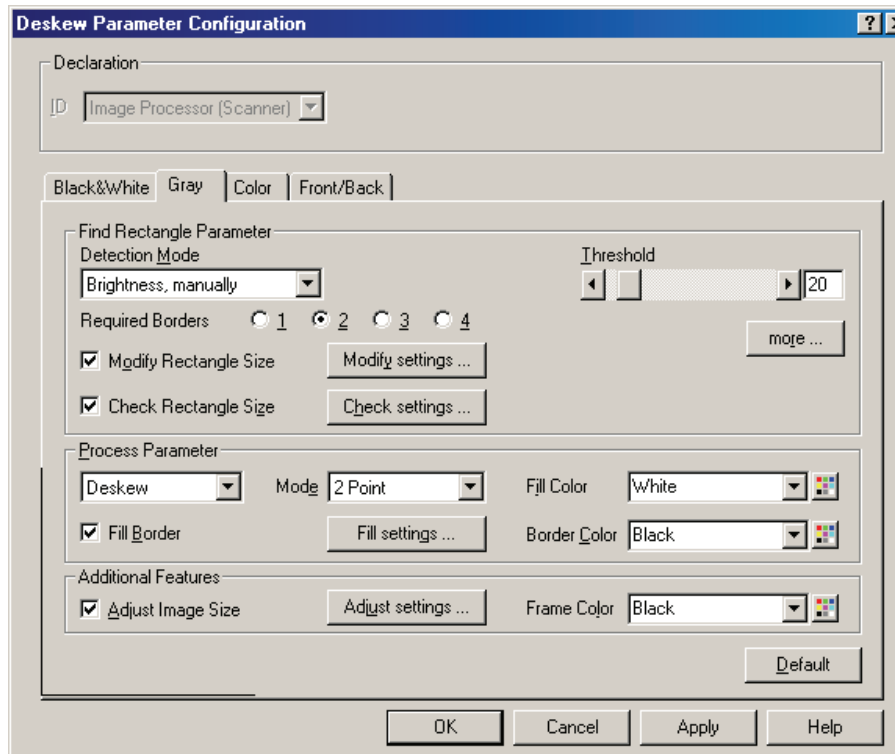 Deskew Parameter Configuration ?
Declaration
ID Image Processor (Scanner)
Black&White Gray Color Front/Back
Find Rectangle Parameter
Detection Mode Threshold
Brightness, manually 20
Required Borders 1 2 3 4
more ...
Modify Rectangle Size Modify settings ...
Check Rectangle Size Check settings ...
Process Parameter
Deskew Mode 2 Point Fill Color White
Fill Border Fill settings ... Border Color Black
Additional Features
Adjust Image Size Adjust settings ... Frame Color Black
Default
OK Cancel Apply Help